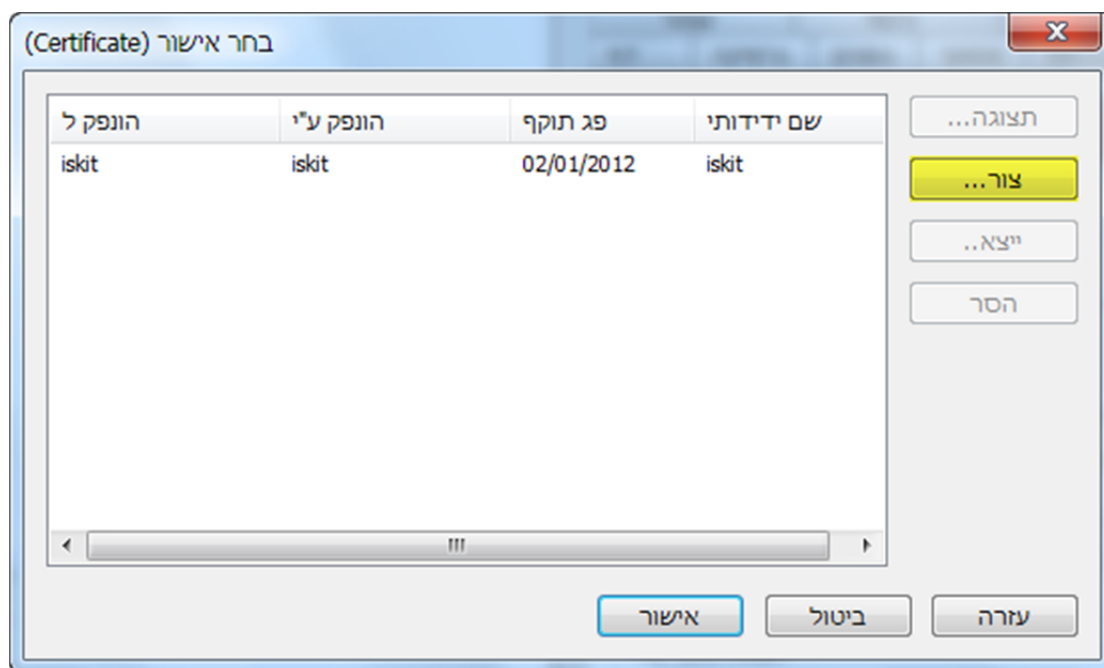 בחר אישור (Certificate)
הונפק ל	הונפק ע"י	פג תוקף	שם ידידותי
iskit	iskit	02/01/2012	iskit
תצוגה...
צור...
ייצא..
הסר
אישור	ביטול	עזרה